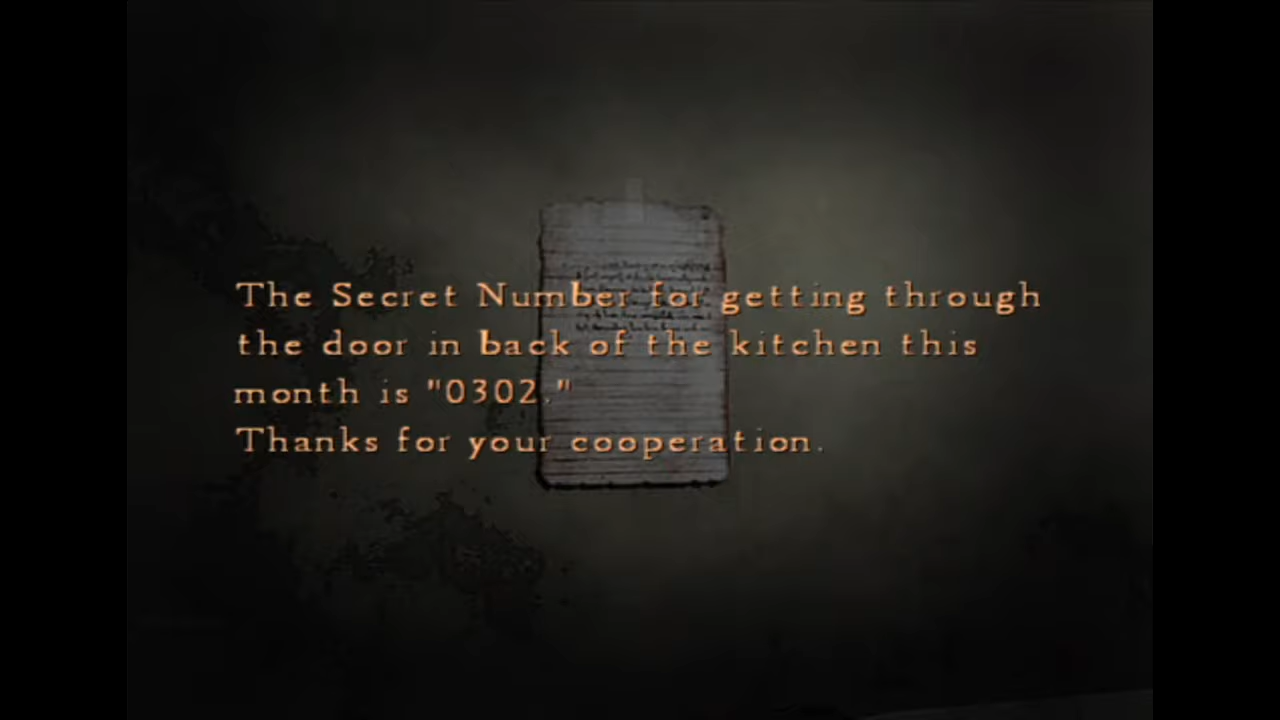 The Secret Number for getting through
the door in back of the kitchen this
month is "0302."
Thanks for your cooperation.